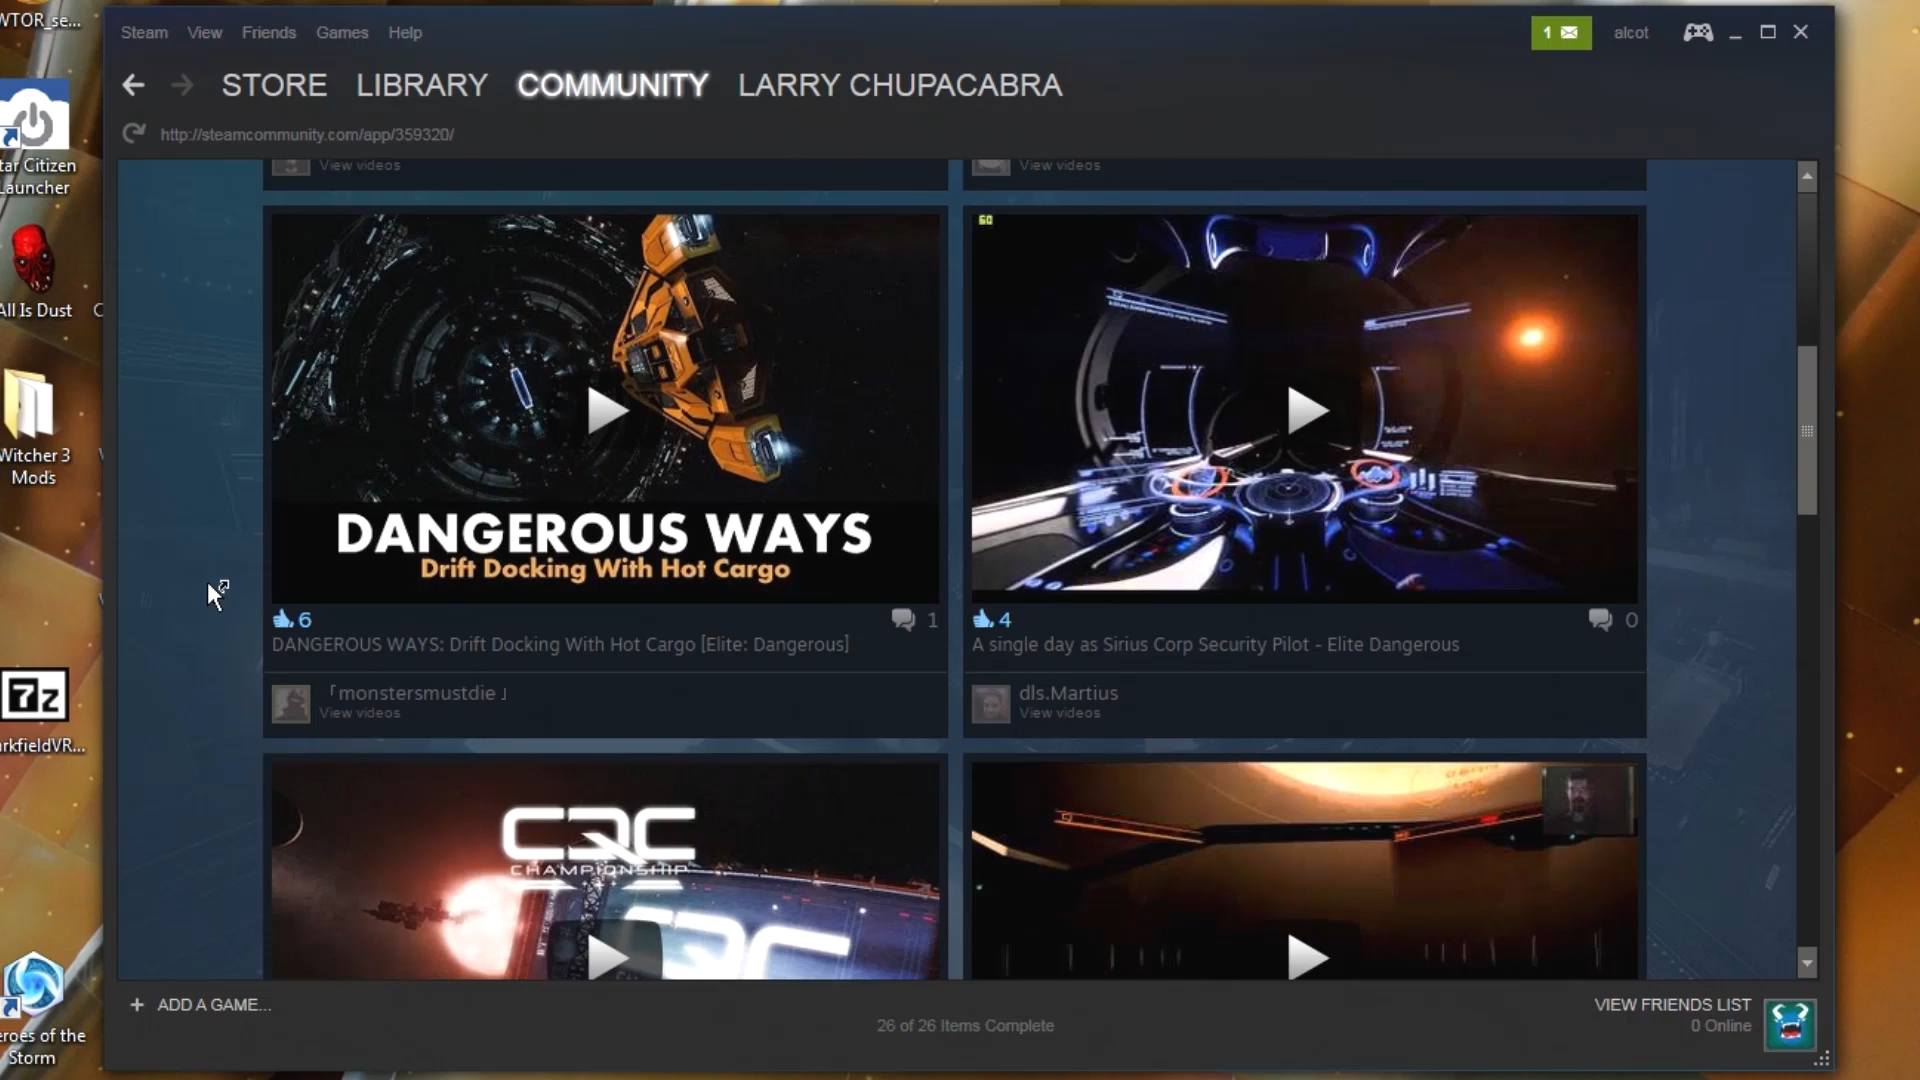 WTOR_se...
Steam View Friends Games Help
1
alcot
STORE LIBRARY COMMUNITY LARRY CHUPACABRA
http://steamcommunity.com/app/359320/
View videos
View videos
tar Citizen
Launcher
All Is Dust
Witcher 3
Mods
arkfieldVR...
eroes of the
Storm
60
DANGEROUS WAYS
Drift Docking With Hot Cargo
6
1
DANGEROUS WAYS: Drift Docking With Hot Cargo [Elite: Dangerous]
「monstersmustdie」
View videos
4
0
A single day as Sirius Corp Security Pilot - Elite Dangerous
dls.Martius
View videos
CQC
CHAMPIONSHIP
+ ADD A GAME...
26 of 26 Items Complete
VIEW FRIENDS LIST
0 Online
7z